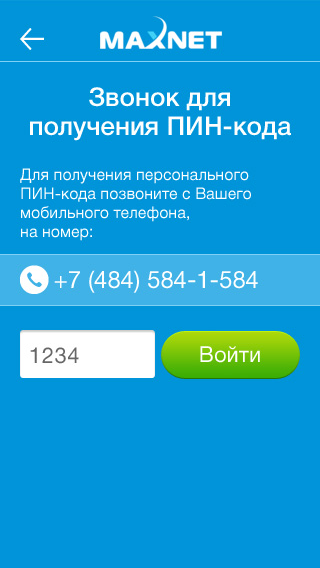 MAXNET
Звонок для
получения ПИН-кода
Для получения персонального
ПИН-кода позвоните с Вашего
мобильного телефона,
на номер:
+7 (484) 584-1-584
1234
Войти